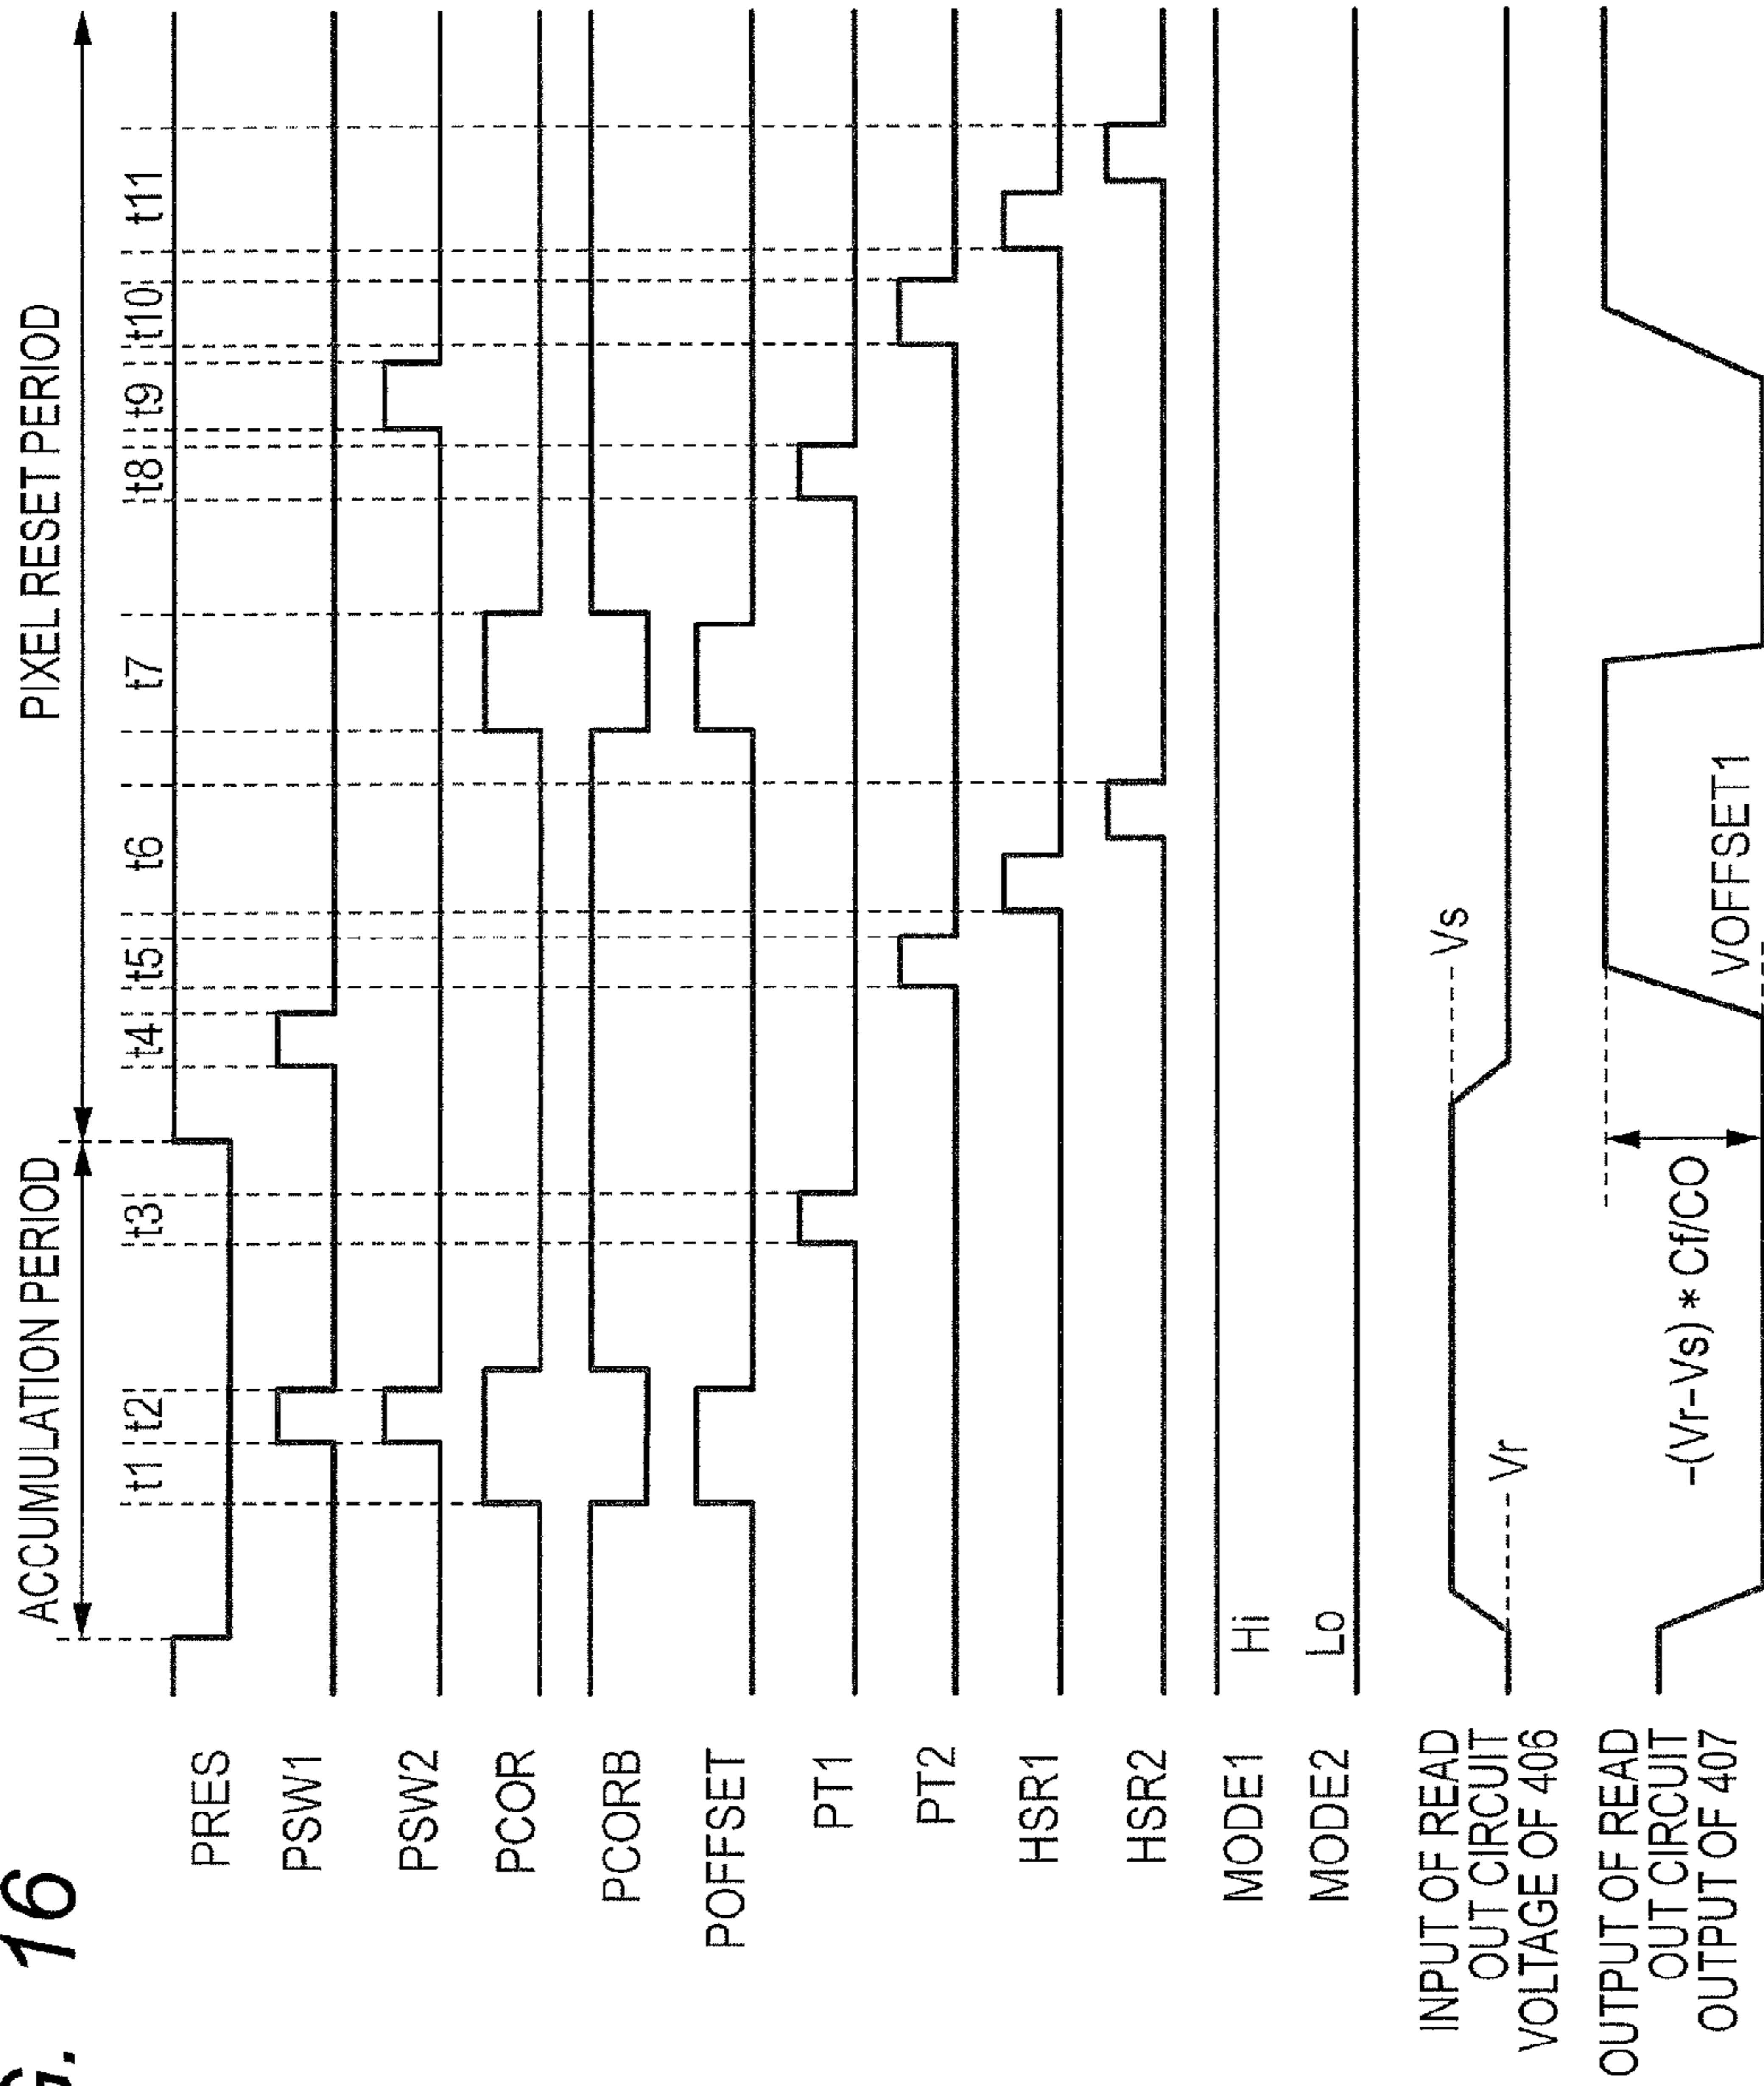 G. 16
ACCUMULATION PERIOD
PIXEL RESET PERIOD
t1 t2 t3 t4 t5 t6 t7 t8 t9 t10 t11
PRES
PSW1
PSW2
PCOR
PCORB
POFFSET
PT1
PT2
HSR1
HSR2
MODE1
Hi
MODE2
Lo
INPUT OF READ
OUT CIRCUIT
VOLTAGE OF 406
Vr
Vs
OUTPUT OF READ
OUT CIRCUIT
OUTPUT OF 407
-(Vr-Vs) * Cf/CO
VOFFSET1